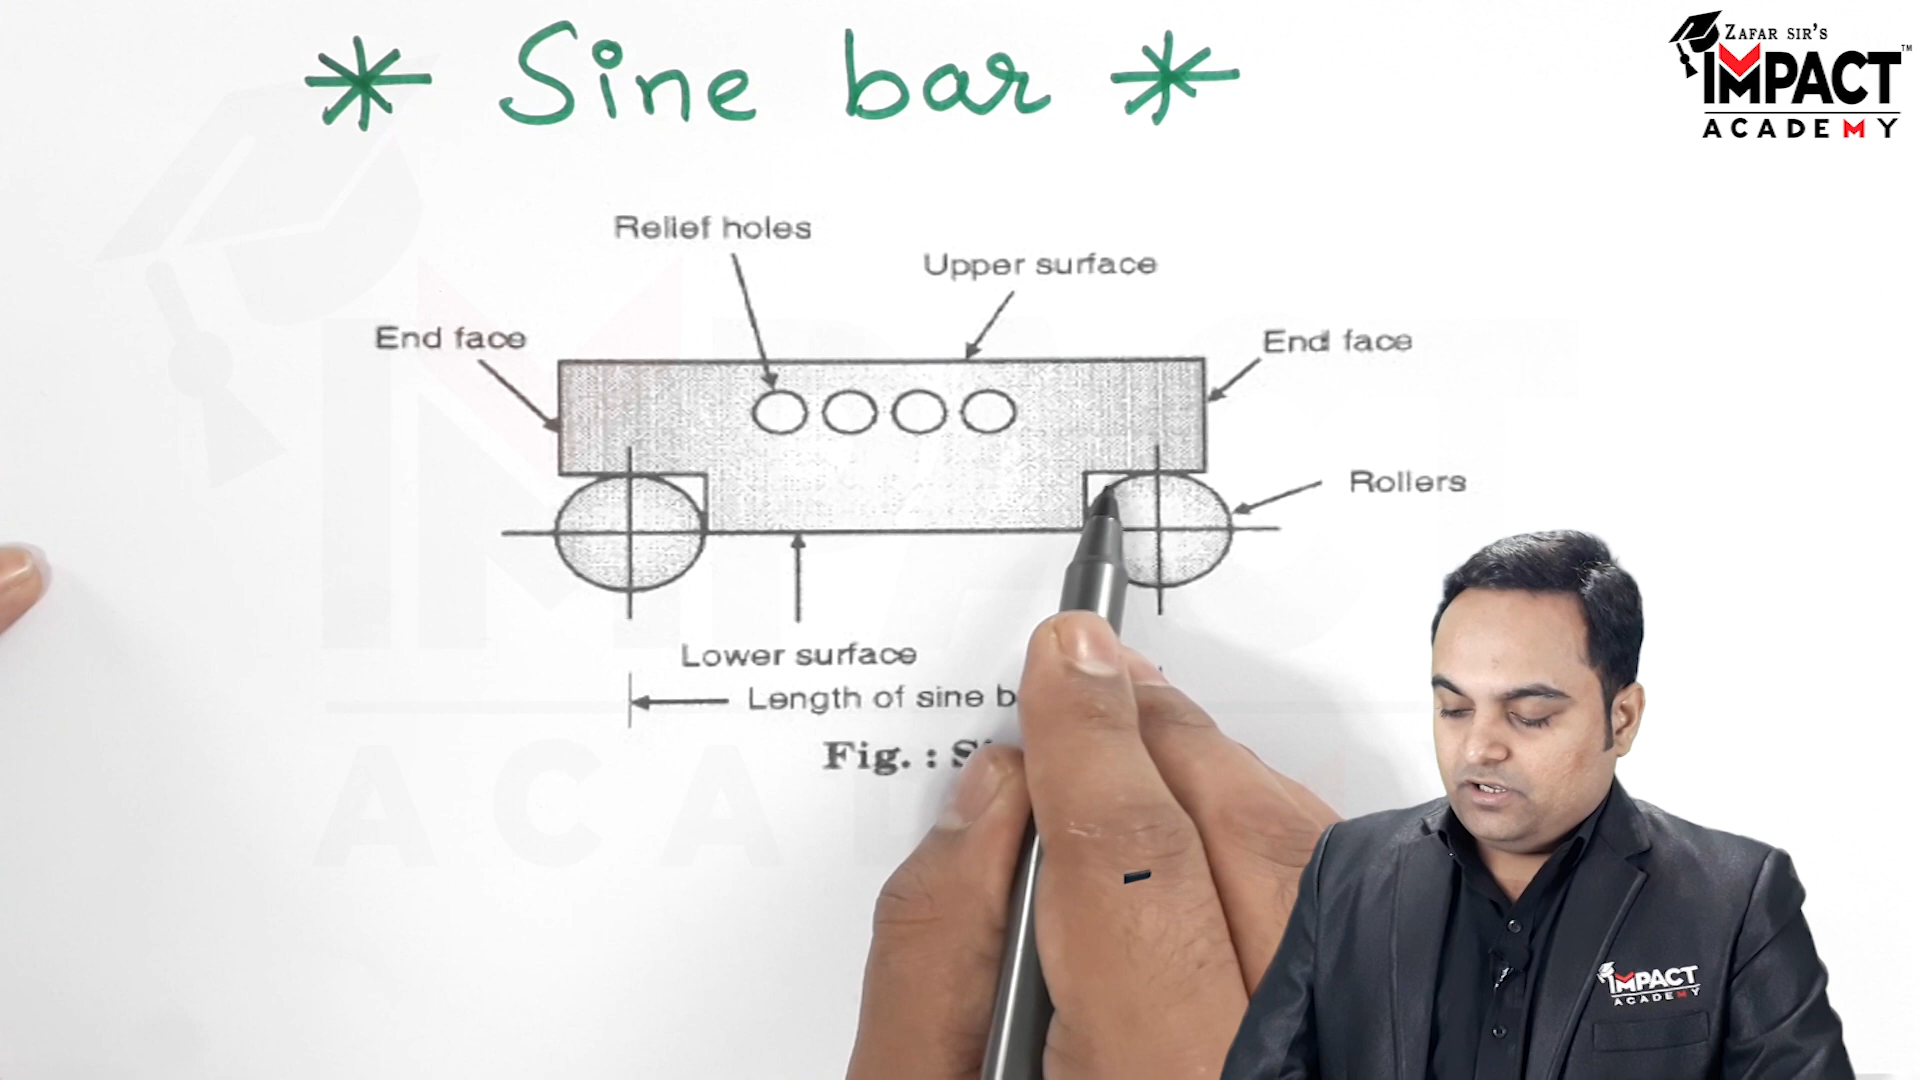 * Sine bar *
ZAFAR SIR'S
IMPACT
TM
ACADEMY
Relief holes
Upper surface
End face
End face
Rollers
Lower surface
Length of sine
Fig. :
IMPACT
ACADEMY